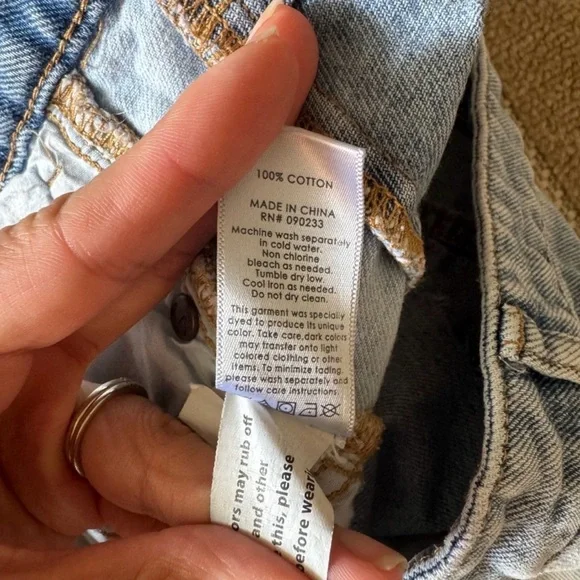 100% COTTON
MADE IN CHINA
RN# 090233
Machine wash separately
in cold water.
Non chlorine
bleach as needed.
Tumble dry low
Cool iron as needed.
Do not dry clean.
This garment was specially
dyed to produce its unique
color. Take care,dark colors
may transfer onto light
colored clothing or other
items. To minimize fading,
please wash separately and
follow care instructions.
ors may rub off
and other
this, please
before weari